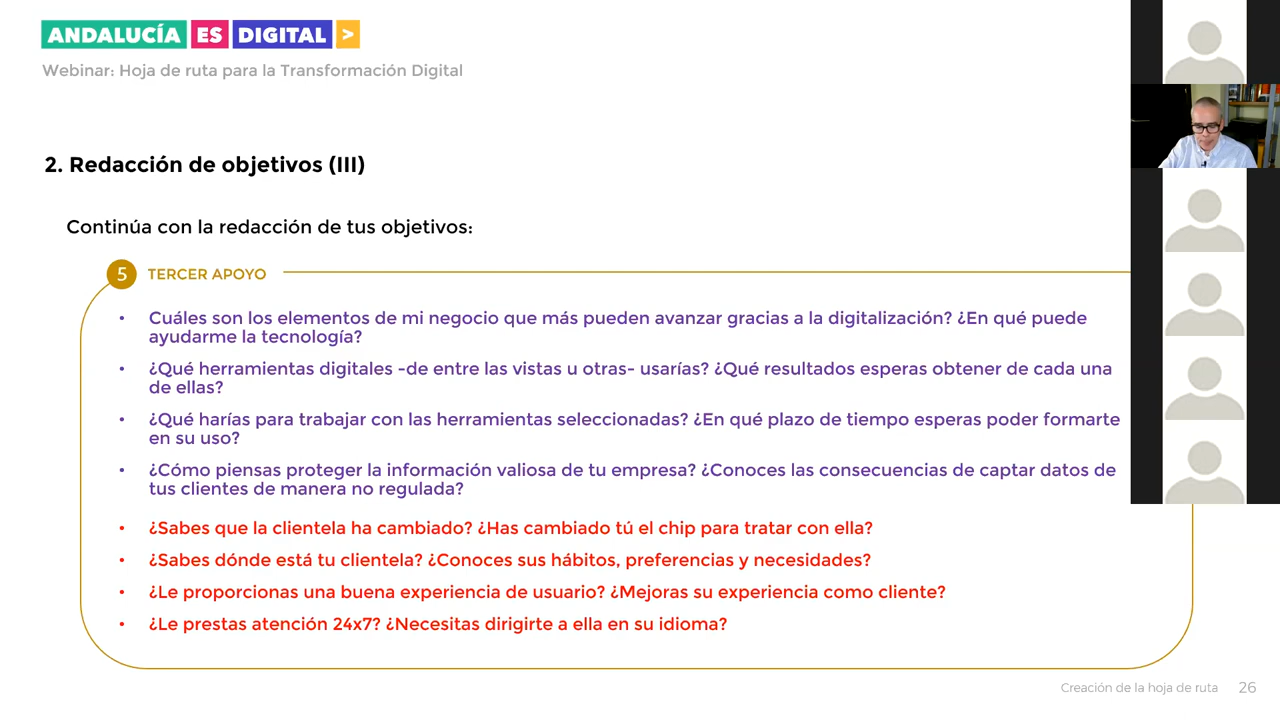 ANDALUCÍA ES DIGITAL >
Webinar: Hoja de ruta para la Transformación Digital
2. Redacción de objetivos (III)
Continúa con la redacción de tus objetivos:
5 TERCER APOYO
• Cuáles son los elementos de mi negocio que más pueden avanzar gracias a la digitalización? ¿En qué puede
ayudarme la tecnología?
• ¿Qué herramientas digitales -de entre las vistas u otras- usarías? ¿Qué resultados esperas obtener de cada una
de ellas?
• ¿Qué harías para trabajar con las herramientas seleccionadas? ¿En qué plazo de tiempo esperas poder formarte
en su uso?
• ¿Cómo piensas proteger la información valiosa de tu empresa? ¿Conoces las consecuencias de captar datos de
tus clientes de manera no regulada?
• ¿Sabes que la clientela ha cambiado? ¿Has cambiado tú el chip para tratar con ella?
• ¿Sabes dónde está tu clientela? ¿Conoces sus hábitos, preferencias y necesidades?
• ¿Le proporcionas una buena experiencia de usuario? ¿Mejoras su experiencia como cliente?
• ¿Le prestas atención 24x7? ¿Necesitas dirigirte a ella en su idioma?
Creación de la hoja de ruta 26